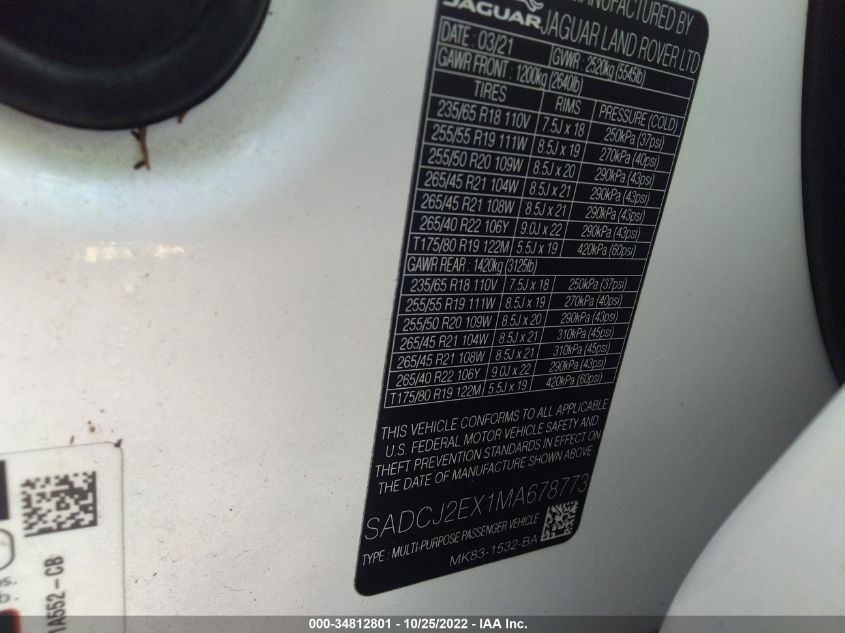 MANUFACTURED BY
JAGUAR JAGUAR LAND ROVER LTD
DATE: 03/21 GVWR : 2520kg (5545lb)
GAWR FRONT : 1200kg (2640lb)
TIRES RIMS PRESSURE (COLD)
235/65 R18 110V 7.5J x 18 250kPa (37psi)
255/55 R19 111W 8.5J x 19 270kPa (40psi)
255/50 R20 109W 8.5J x 20 290kPa (43psi)
265/45 R21 104W 8.5J x 21 290kPa (43psi)
265/45 R21 108W 8.5J x 21 290kPa (43psi)
265/40 R22 106Y 9.0J x 22 290kPa (43psi)
T175/80 R19 122M 5.5J x 19 420kPa (60psi)
GAWR REAR : 1420kg (3125lb)
235/65 R18 110V 7.5J x 18 250kPa (37psi)
255/55 R19 111W 8.5J x 19 270kPa (40psi)
255/50 R20 109W 8.5J x 20 290kPa (43psi)
265/45 R21 104W 8.5J x 21 310kPa (45psi)
265/45 R21 108W 8.5J x 21 310kPa (45psi)
265/40 R22 106Y 9.0J x 22 290kPa (43psi)
T175/80 R19 122M 5.5J x 19 420kPa (60psi)
THIS VEHICLE CONFORMS TO ALL APPLICABLE
U.S. FEDERAL MOTOR VEHICLE SAFETY AND
THEFT PREVENTION STANDARDS IN EFFECT ON
THE DATE OF MANUFACTURE SHOWN ABOVE
SADCJ2EX1MA678773
TYPE : MULTI-PURPOSE PASSENGER VEHICLE
MK83-1532-BA
1A552-CB
000-34812801 - 10/25/2022 - IAA Inc.